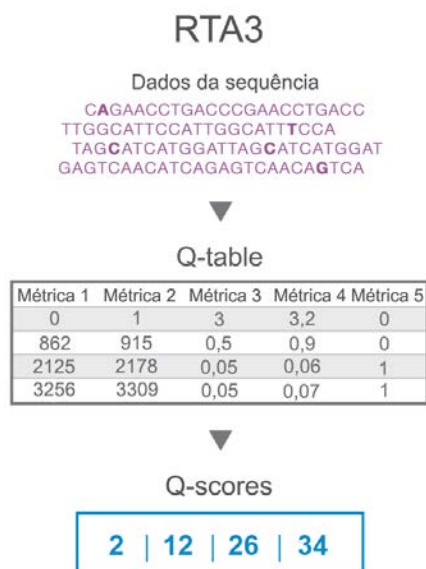 RTA3
Dados da sequência
CAGAACCTGACCCGAACCTGACC
TTGGCATTCCATTGGCATTTCCA
TAGCATCATGGATTAGCATCATGGAT
GAGTCAACATCAGAGTCAACAGTCA
Q-table
Métrica 1 Métrica 2 Métrica 3 Métrica 4 Métrica 5
0 1 3 3,2 0
862 915 0,5 0,9 0
2125 2178 0,05 0,06 1
3256 3309 0,05 0,07 1
Q-scores
2 | 12 | 26 | 34